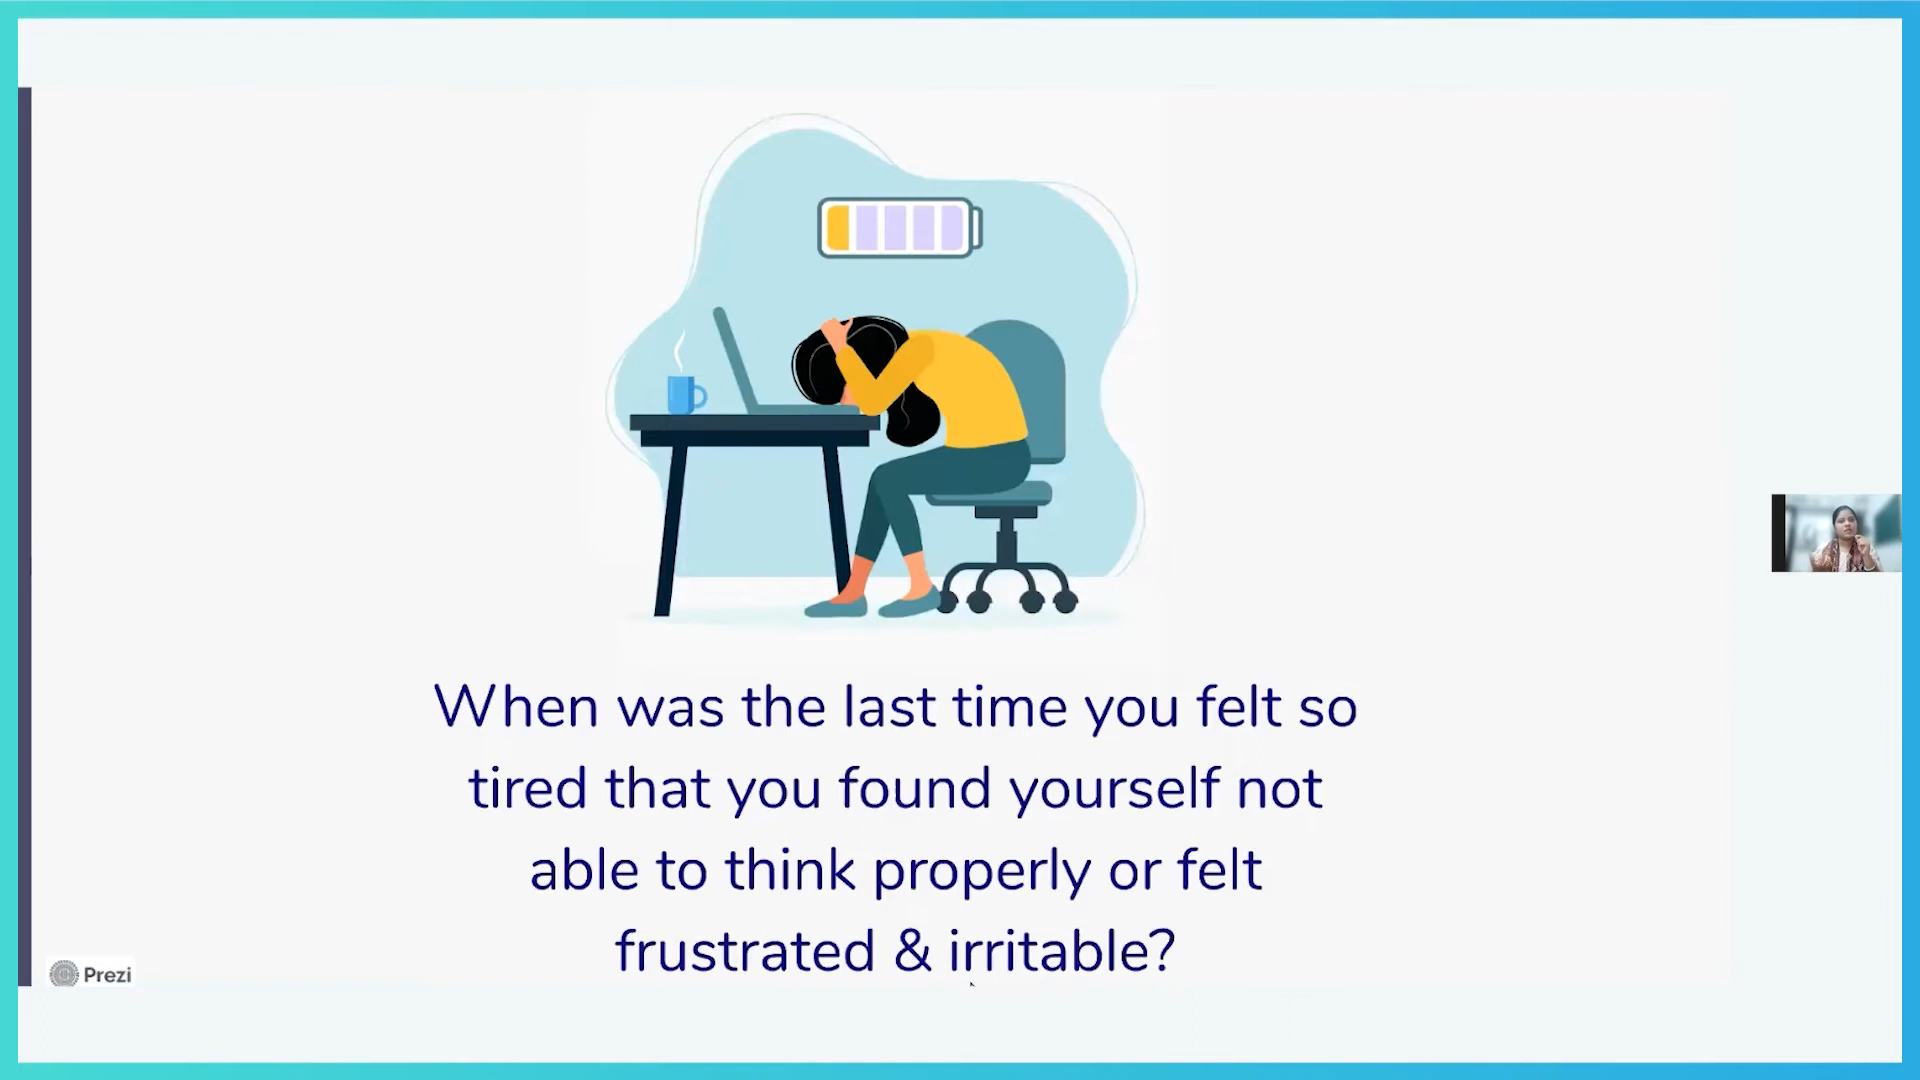 When was the last time you felt so
tired that you found yourself not
able to think properly or felt
frustrated & irritable?
Prezi